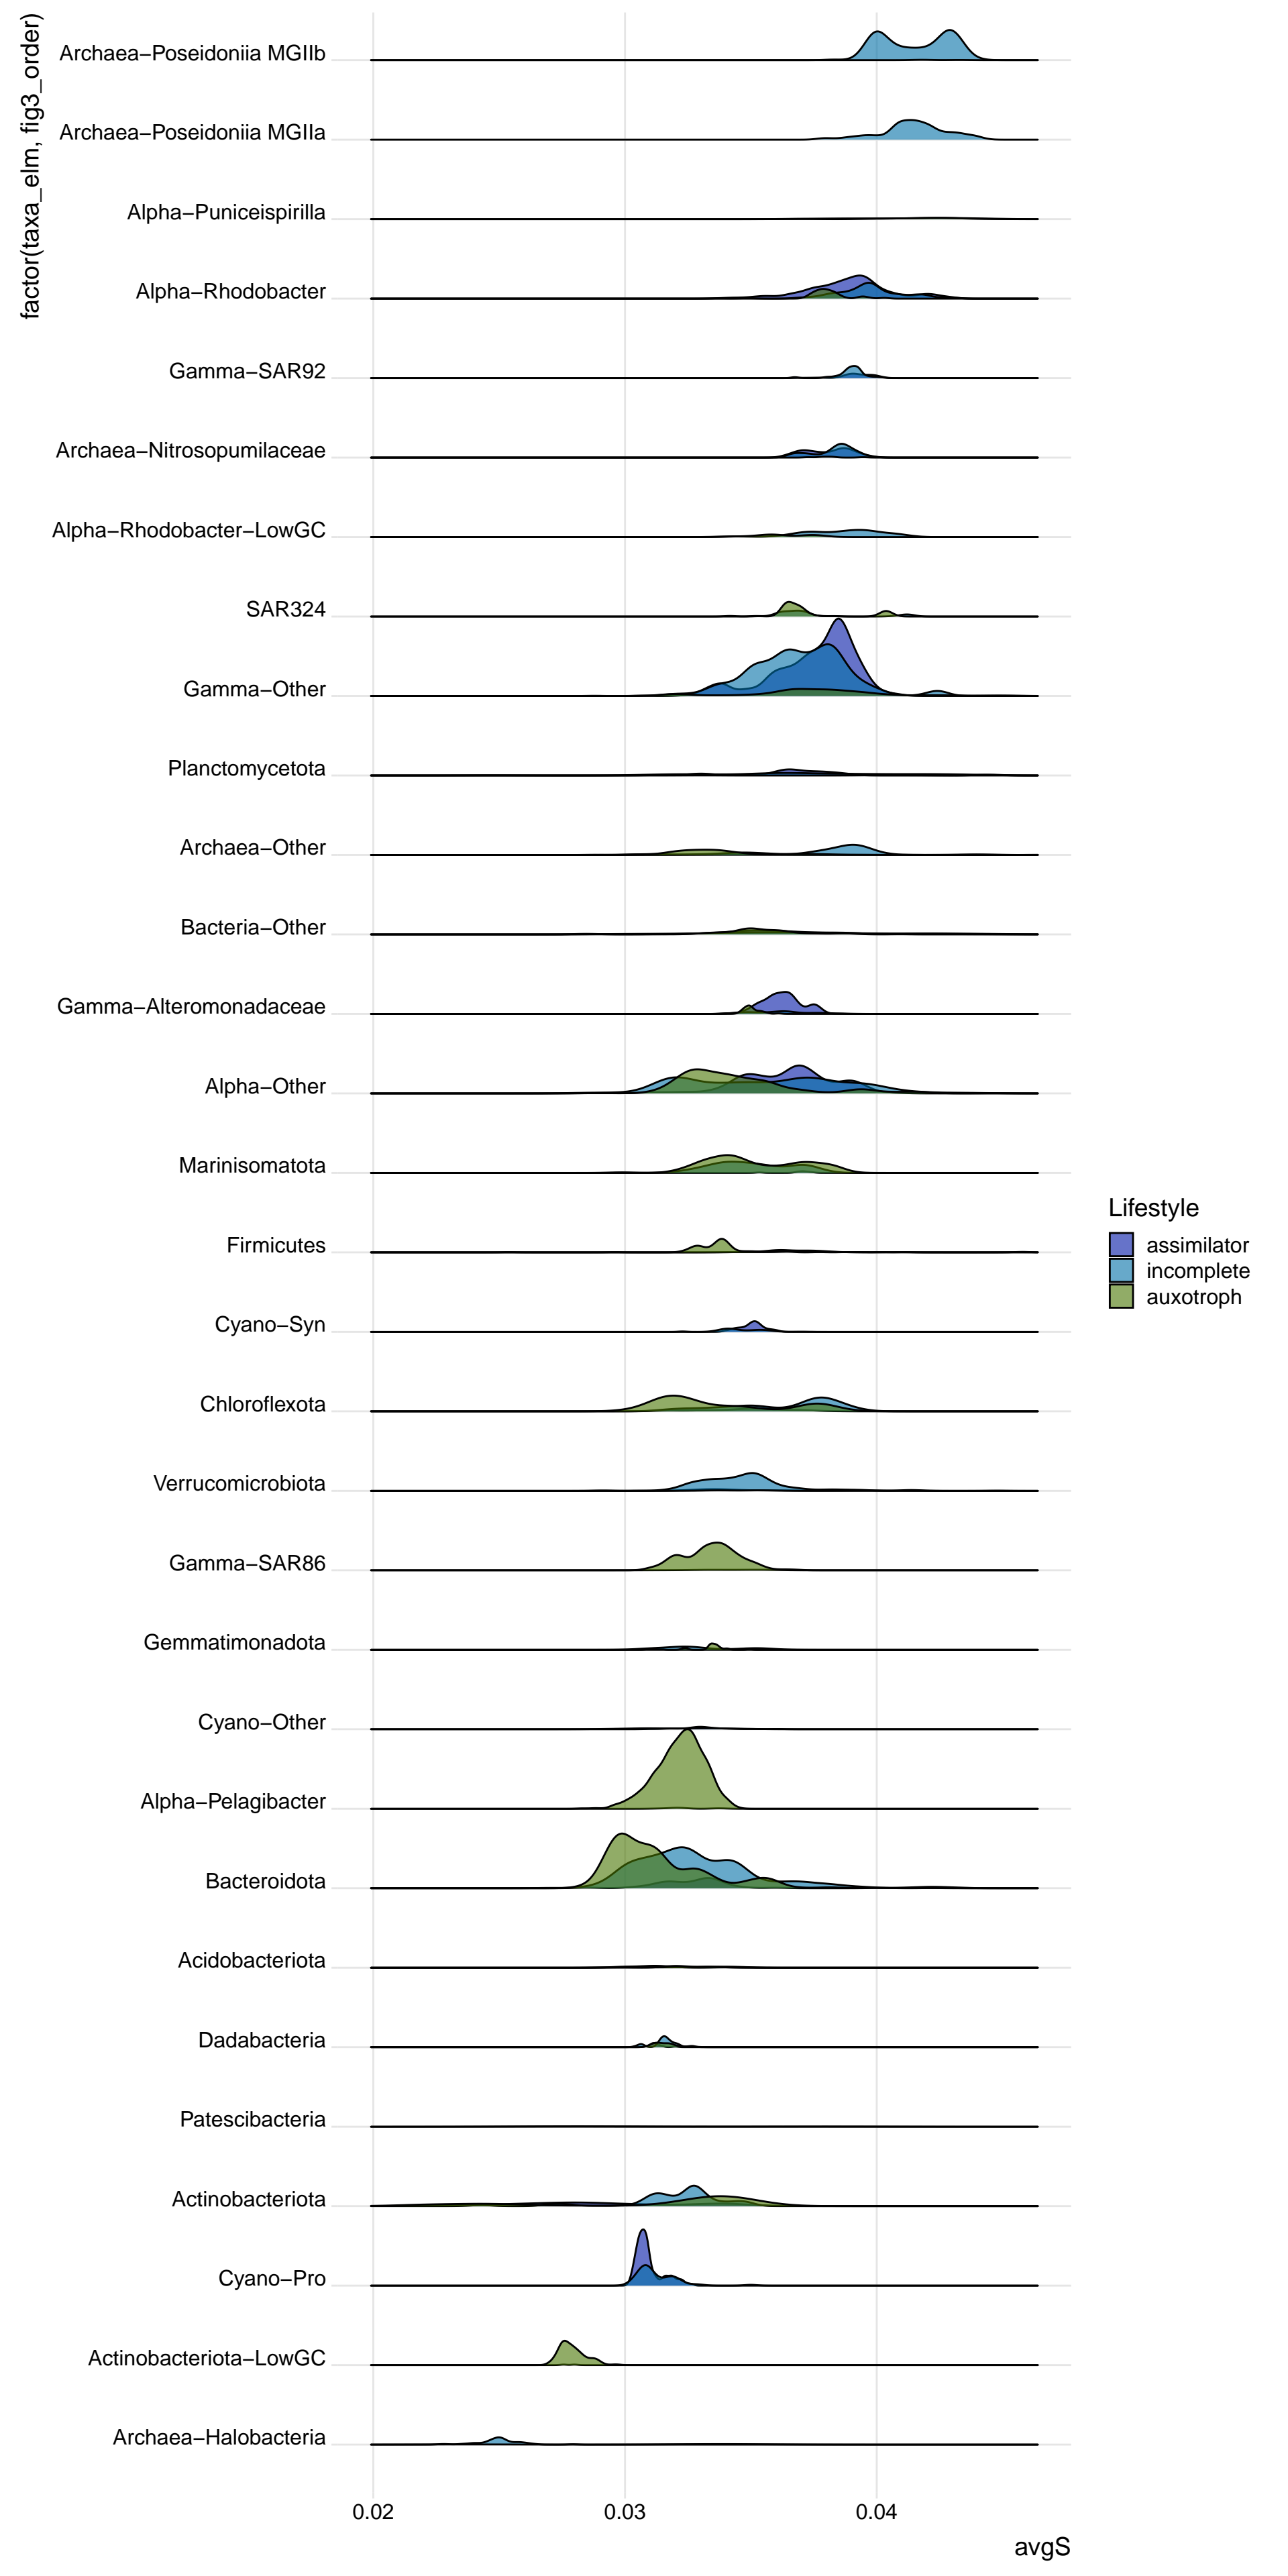 factor(taxa_elm, fig3_order)
Archaea−Poseidoniia MGIIb
Archaea−Poseidoniia MGIIa
Alpha−Puniceispirilla
Alpha−Rhodobacter
Gamma−SAR92
Archaea−Nitrosopumilaceae
Alpha−Rhodobacter−LowGC
SAR324
Gamma−Other
Planctomycetota
Archaea−Other
Bacteria−Other
Gamma−Alteromonadaceae
Alpha−Other
Marinisomatota
Firmicutes
Cyano−Syn
Chloroflexota
Verrucomicrobiota
Gamma−SAR86
Gemmatimonadota
Cyano−Other
Alpha−Pelagibacter
Bacteroidota
Acidobacteriota
Dadabacteria
Patescibacteria
Actinobacteriota
Cyano−Pro
Actinobacteriota−LowGC
Archaea−Halobacteria
0.02
0.03
0.04
avgS
Lifestyle
assimilator
incomplete
auxotroph